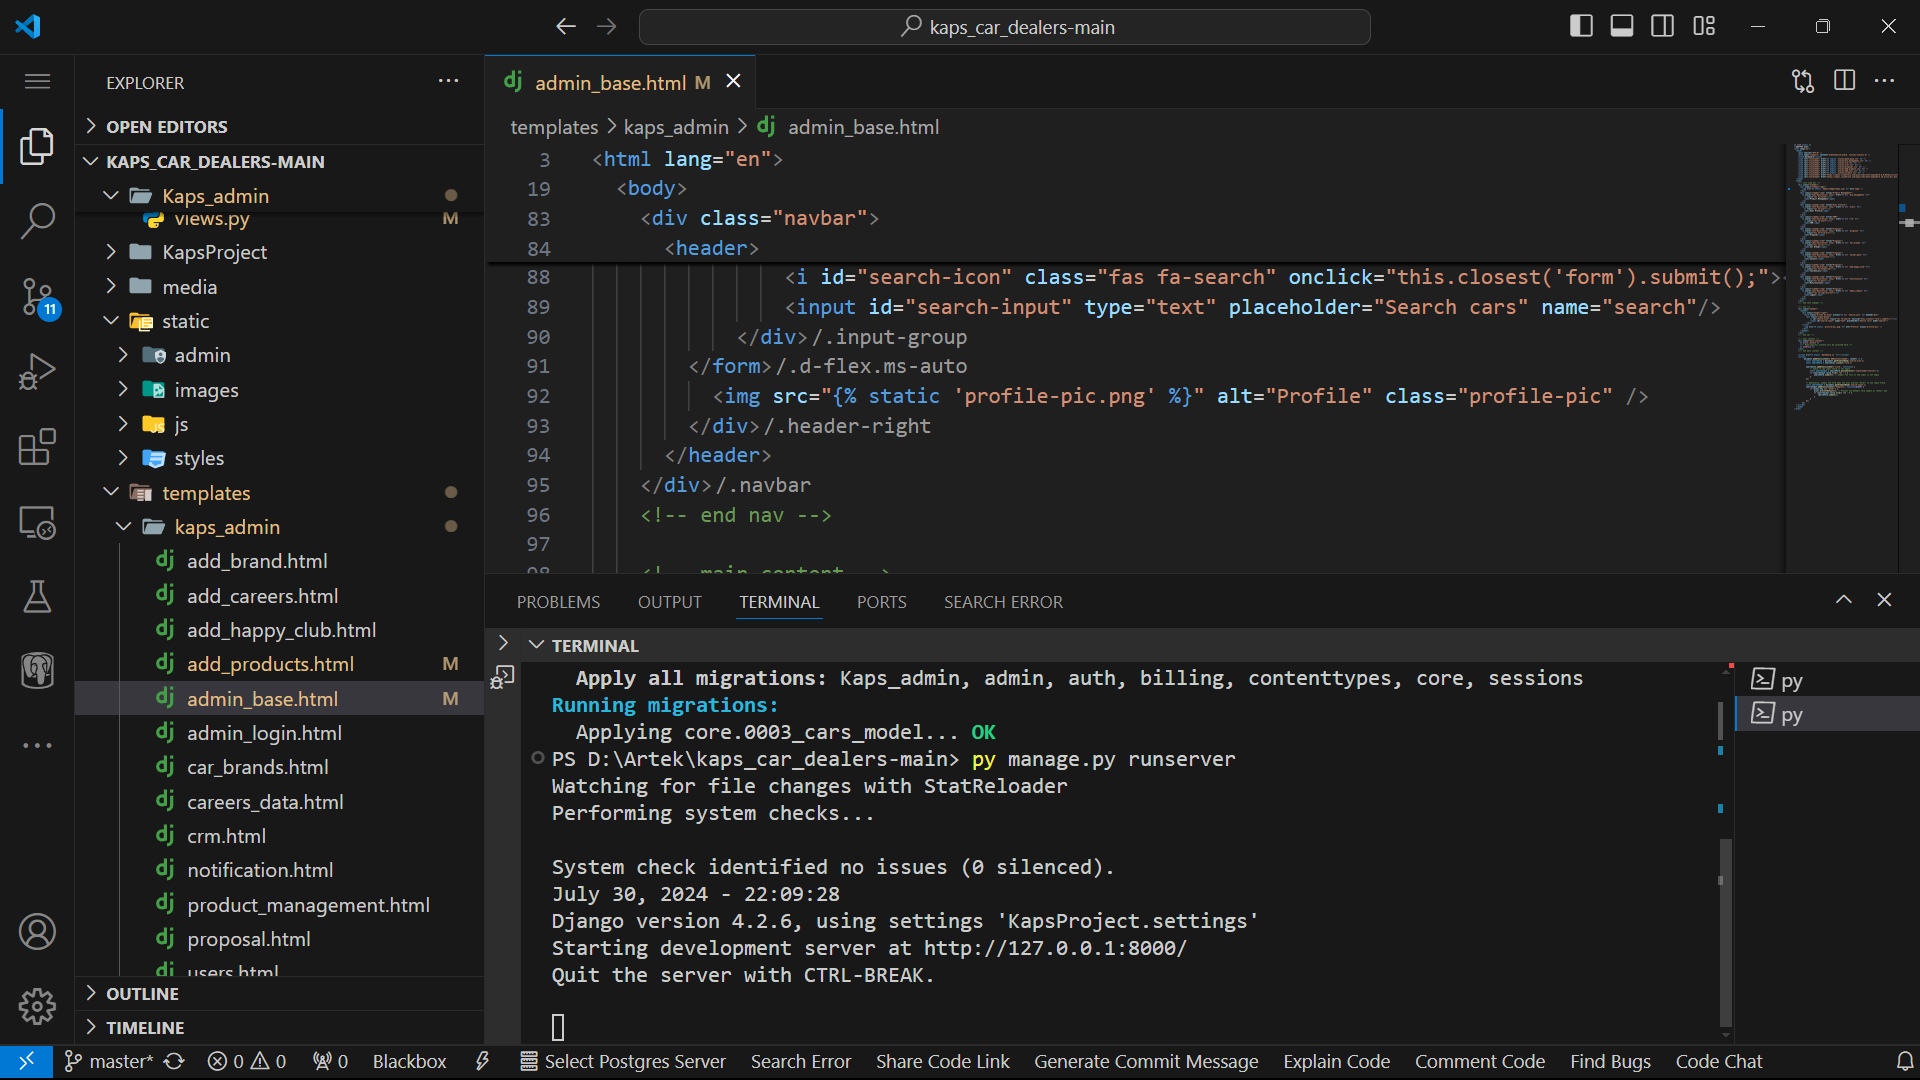 kaps_car_dealers-main
EXPLORER
OPEN EDITORS
KAPS_CAR_DEALERS-MAIN
Kaps_admin
views.py M
KapsProject
media
static
admin
images
js
styles
templates
kaps_admin
add_brand.html
add_careers.html
add_happy_club.html
add_products.html M
admin_base.html M
admin_login.html
car_brands.html
careers_data.html
crm.html
notification.html
product_management.html
proposal.html
users.html
OUTLINE
TIMELINE
11
admin_base.html M
templates > kaps_admin > admin_base.html
3 <html lang="en">
19 <body>
83 <div class="navbar">
84 <header>
88 <i id="search-icon" class="fas fa-search" onclick="this.closest('form').submit();">
89 <input id="search-input" type="text" placeholder="Search cars" name="search"/>
90 </div>/.input-group
91 </form>/.d-flex.ms-auto
92 <img src="{% static 'profile-pic.png' %}" alt="Profile" class="profile-pic" />
93 </div>/.header-right
94 </header>
95 </div>/.navbar
96 <!-- end nav -->
97
98 <!-- main content -->
PROBLEMS OUTPUT TERMINAL PORTS SEARCH ERROR
TERMINAL
Apply all migrations: Kaps_admin, admin, auth, billing, contenttypes, core, sessions
Running migrations:
Applying core.0003_cars_model... OK
PS D:\Artek\kaps_car_dealers-main> py manage.py runserver
Watching for file changes with StatReloader
Performing system checks...
System check identified no issues (0 silenced).
July 30, 2024 - 22:09:28
Django version 4.2.6, using settings 'KapsProject.settings'
Starting development server at http://127.0.0.1:8000/
Quit the server with CTRL-BREAK.
py
py
master* 0 0 0 Blackbox Select Postgres Server Search Error Share Code Link Generate Commit Message Explain Code Comment Code Find Bugs Code Chat